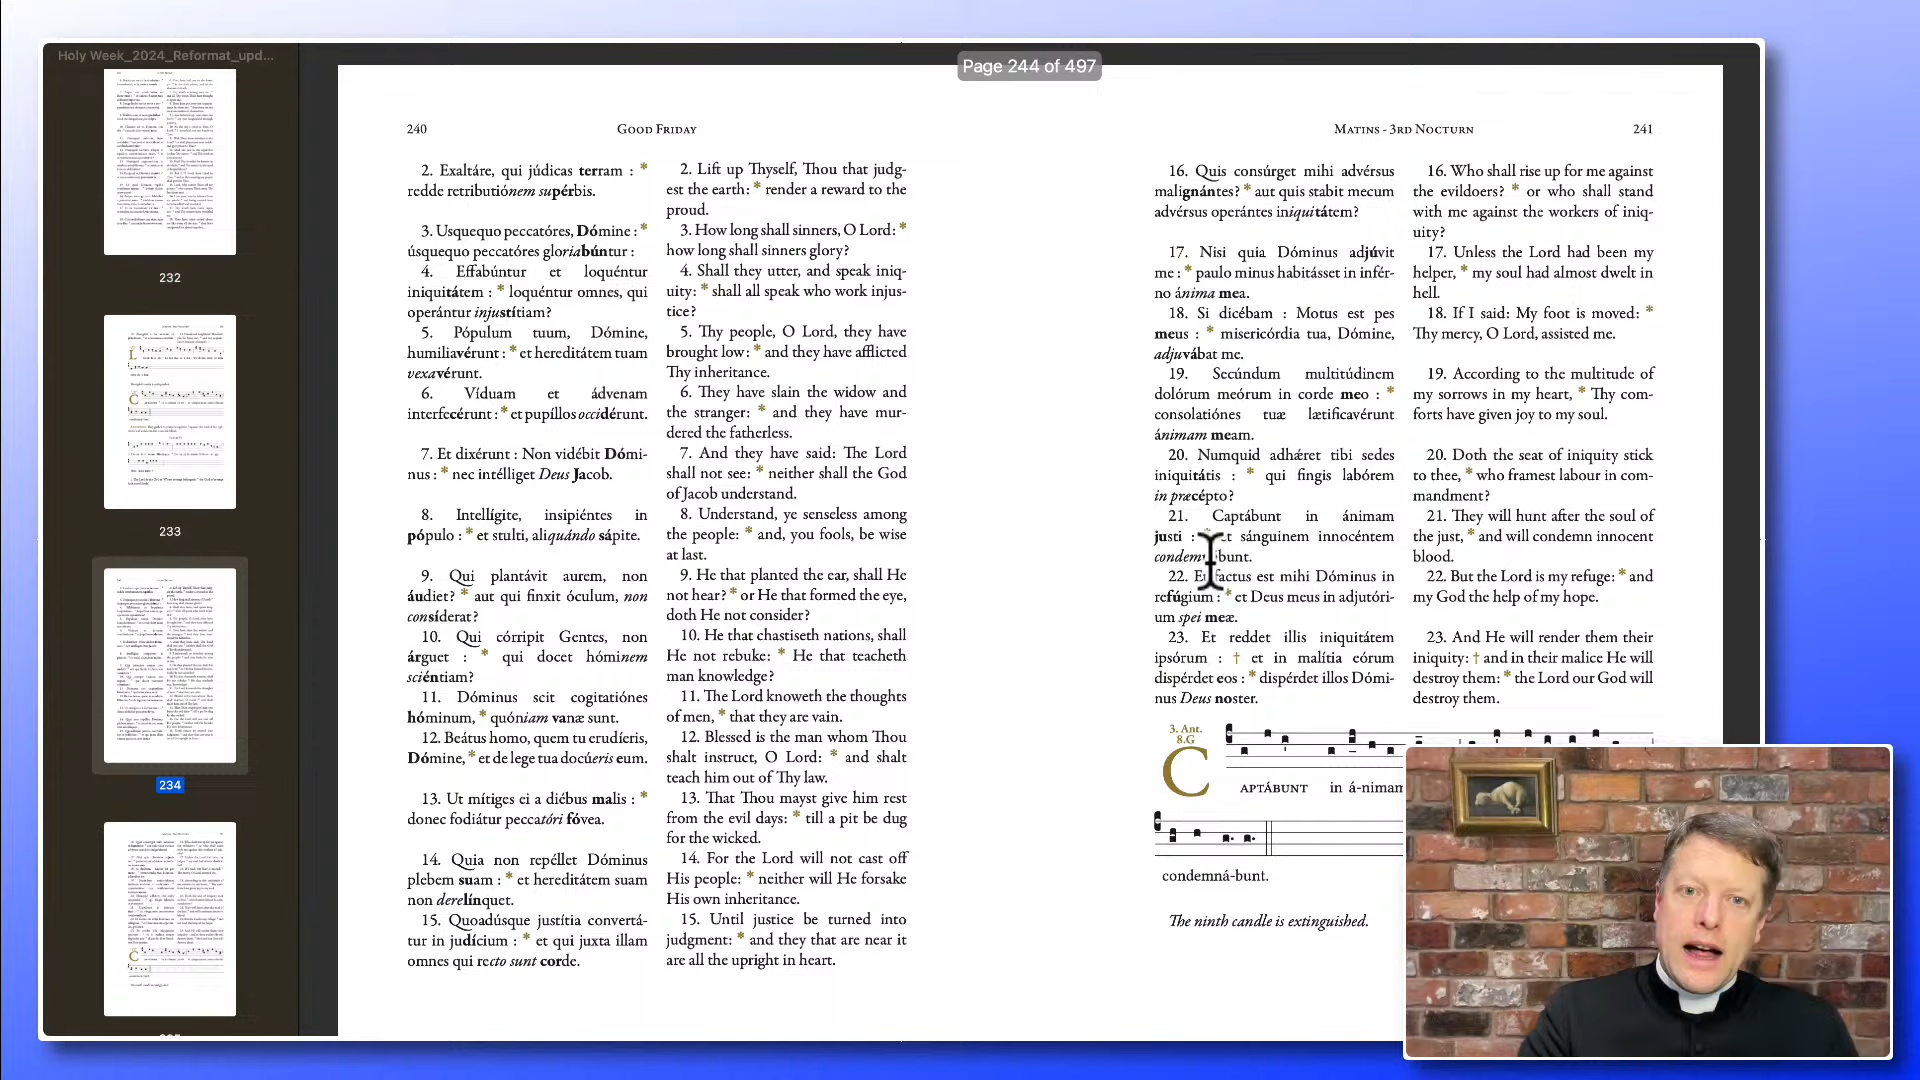 Holy Week_2024_Reformat_upd...
Page 244 of 497
232
233
234
240
Good Friday
2. Exaltáre, qui júdicas terram : *
redde retributiónem supérbis.
3. Usquequo peccatóres, Dómine : *
úsquequo peccatóres gloriabúntur :
4. Effabúntur et loquéntur
iniquitátem : * loquéntur omnes, qui
operántur injustítiam?
5. Pópulum tuum, Dómine,
humiliavérunt : * et hereditátem tuam
vexavérunt.
6. Víduam et ádvenam
interfecérunt : * et pupíllos occidérunt.
7. Et dixérunt : Non vidébit Dómi-
nus : * nec intélliget Deus Jacob.
8. Intellígite, insipiéntes in
pópulo : * et stulti, aliquándo sápite.
9. Qui plantávit aurem, non
áudiet? * aut qui finxit óculum, non
consíderat?
10. Qui córripit Gentes, non
árguet : * qui docet hóminem
sciéntiam?
11. Dóminus scit cogitatiónes
hóminum, * quóniam vanæ sunt.
12. Beátus homo, quem tu erudíeris,
Dómine, * et de lege tua docúeris eum.
13. Ut mítiges ei a diébus malis : *
donec fodiátur peccatóri fóvea.
14. Quia non repéllet Dóminus
plebem suam : * et hereditátem suam
non derelínquet.
15. Quoadúsque justítia convertá-
tur in judícium : * et qui juxta illam
omnes qui recto sunt corde.
2. Lift up Thyself, Thou that judg-
est the earth: * render a reward to the
proud.
3. How long shall sinners, O Lord: *
how long shall sinners glory?
4. Shall they utter, and speak iniq-
uity: * shall all speak who work injus-
tice?
5. Thy people, O Lord, they have
brought low: * and they have afflicted
Thy inheritance.
6. They have slain the widow and
the stranger: * and they have mur-
dered the fatherless.
7. And they have said: The Lord
shall not see: * neither shall the God
of Jacob understand.
8. Understand, ye senseless among
the people: * and, you fools, be wise
at last.
9. He that planted the ear, shall He
not hear? * or He that formed the eye,
doth He not consider?
10. He that chastiseth nations, shall
He not rebuke: * He that teacheth
man knowledge?
11. The Lord knoweth the thoughts
of men, * that they are vain.
12. Blessed is the man whom Thou
shalt instruct, O Lord: * and shalt
teach him out of Thy law.
13. That Thou mayst give him rest
from the evil days: * till a pit be dug
for the wicked.
14. For the Lord will not cast off
His people: * neither will He forsake
His own inheritance.
15. Until justice be turned into
judgment: * and they that are near it
are all the upright in heart.
Matins - 3rd Nocturn
241
16. Quis consúrget mihi advérsus
malignántes? * aut quis stabit mecum
advérsus operántes iniquitátem?
17. Nisi quia Dóminus adjúvit
me : * paulo minus habitásset in infér-
no ánima mea.
18. Si dicébam : Motus est pes
meus : * misericórdia tua, Dómine,
adjuvábat me.
19. Secúndum multitúdinem
dolórum meórum in corde meo : *
consolatiónes tuæ lætificavérunt
ánimam meam.
20. Numquid adhǽret tibi sedes
iniquitátis : * qui fingis labórem
in præcépto?
21. Captábunt in ánimam
justi : sánguinem innocéntem
22. factus est mihi Dóminus in
refúgium : * et Deus meus in adjutóri-
um spei meæ.
23. Et reddet illis iniquitátem
ipsórum : † et in malítia eórum
dispérdet eos : * dispérdet illos Dómi-
nus Deus noster.
16. Who shall rise up for me against
the evildoers? * or who shall stand
with me against the workers of iniq-
uity?
17. Unless the Lord had been my
helper, * my soul had almost dwelt in
hell.
18. If I said: My foot is moved: *
Thy mercy, O Lord, assisted me.
19. According to the multitude of
my sorrows in my heart, * Thy com-
forts have given joy to my soul.
20. Doth the seat of iniquity stick
to thee, * who framest labour in com-
mandment?
21. They will hunt after the soul of
the just, * and will condemn innocent
blood.
22. But the Lord is my refuge: * and
my God the help of my hope.
23. And He will render them their
iniquity: † and in their malice He will
destroy them: * the Lord our God will
destroy them.
3. Ant.
8.G
Captábunt in á-nimam
condemná-bunt.
The ninth candle is extinguished.